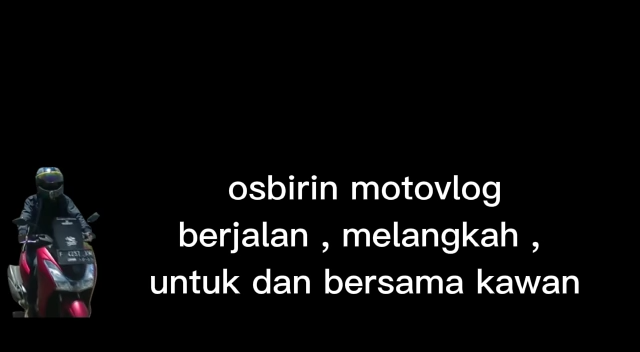 osbirin motovlog
berjalan , melangkah ,
untuk dan bersama kawan